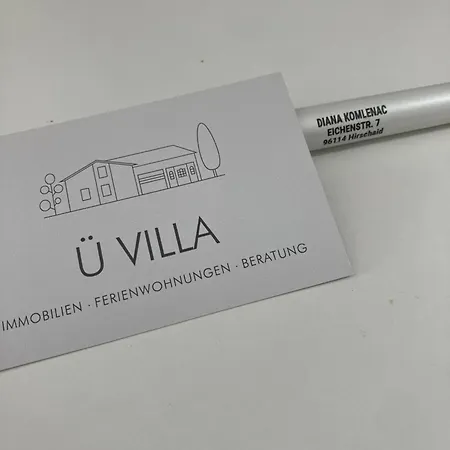 Ü VILLA
IMMOBILIEN · FERIENWOHNUNGEN · BERATUNG
DIANA KOMLENAC
EICHENSTR. 7
96114 Hirschaid